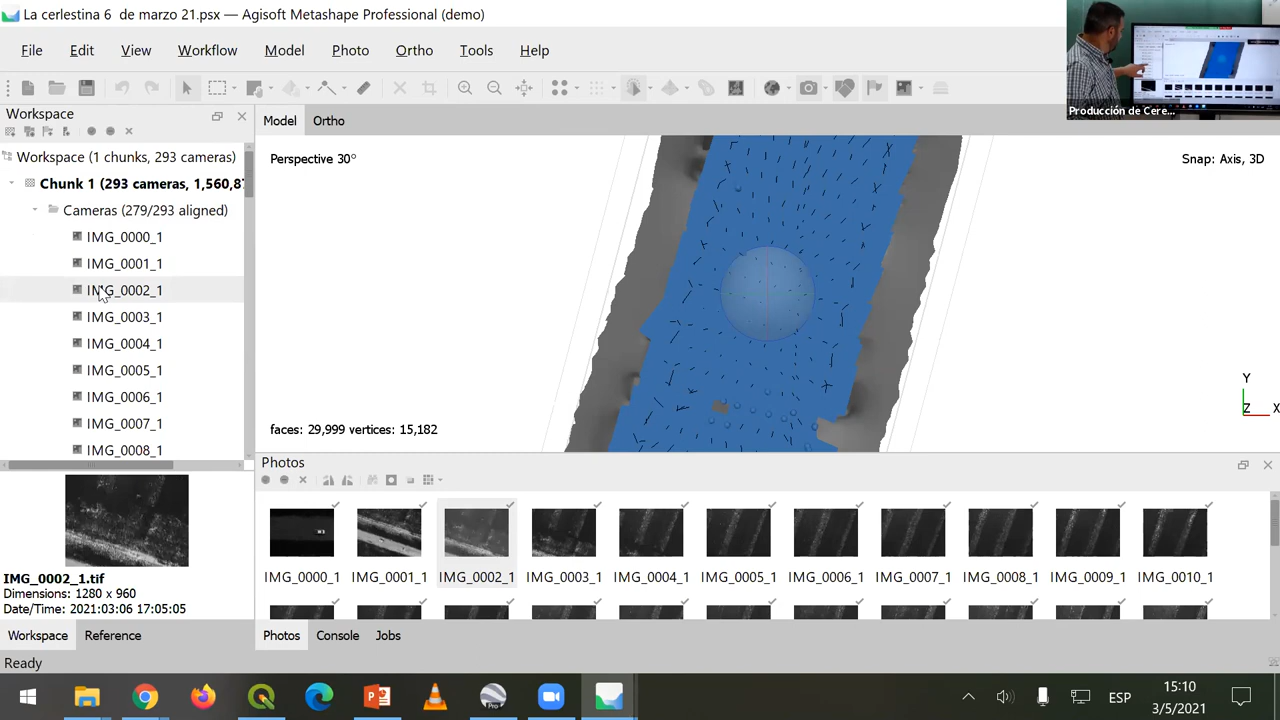 La cerlestina 6 de marzo 21.psx — Agisoft Metashape Professional (demo)
File Edit View Workflow Model Photo Ortho Tools Help
Producción de Cere...
Workspace
Model Ortho
Workspace (1 chunks, 293 cameras)
Perspective 30°
Snap: Axis, 3D
Chunk 1 (293 cameras, 1,560,87
Cameras (279/293 aligned)
IMG_0000_1
IMG_0001_1
IMG_0002_1
IMG_0003_1
IMG_0004_1
IMG_0005_1
IMG_0006_1
IMG_0007_1
IMG_0008_1
Y
Z X
faces: 29,999 vertices: 15,182
Photos
IMG_0000_1 IMG_0001_1 IMG_0002_1 IMG_0003_1 IMG_0004_1 IMG_0005_1 IMG_0006_1 IMG_0007_1 IMG_0008_1 IMG_0009_1 IMG_0010_1
IMG_0002_1.tif
Dimensions: 1280 x 960
Date/Time: 2021:03:06 17:05:05
Workspace Reference
Photos Console Jobs
Ready
Pro
ESP
15:10
3/5/2021